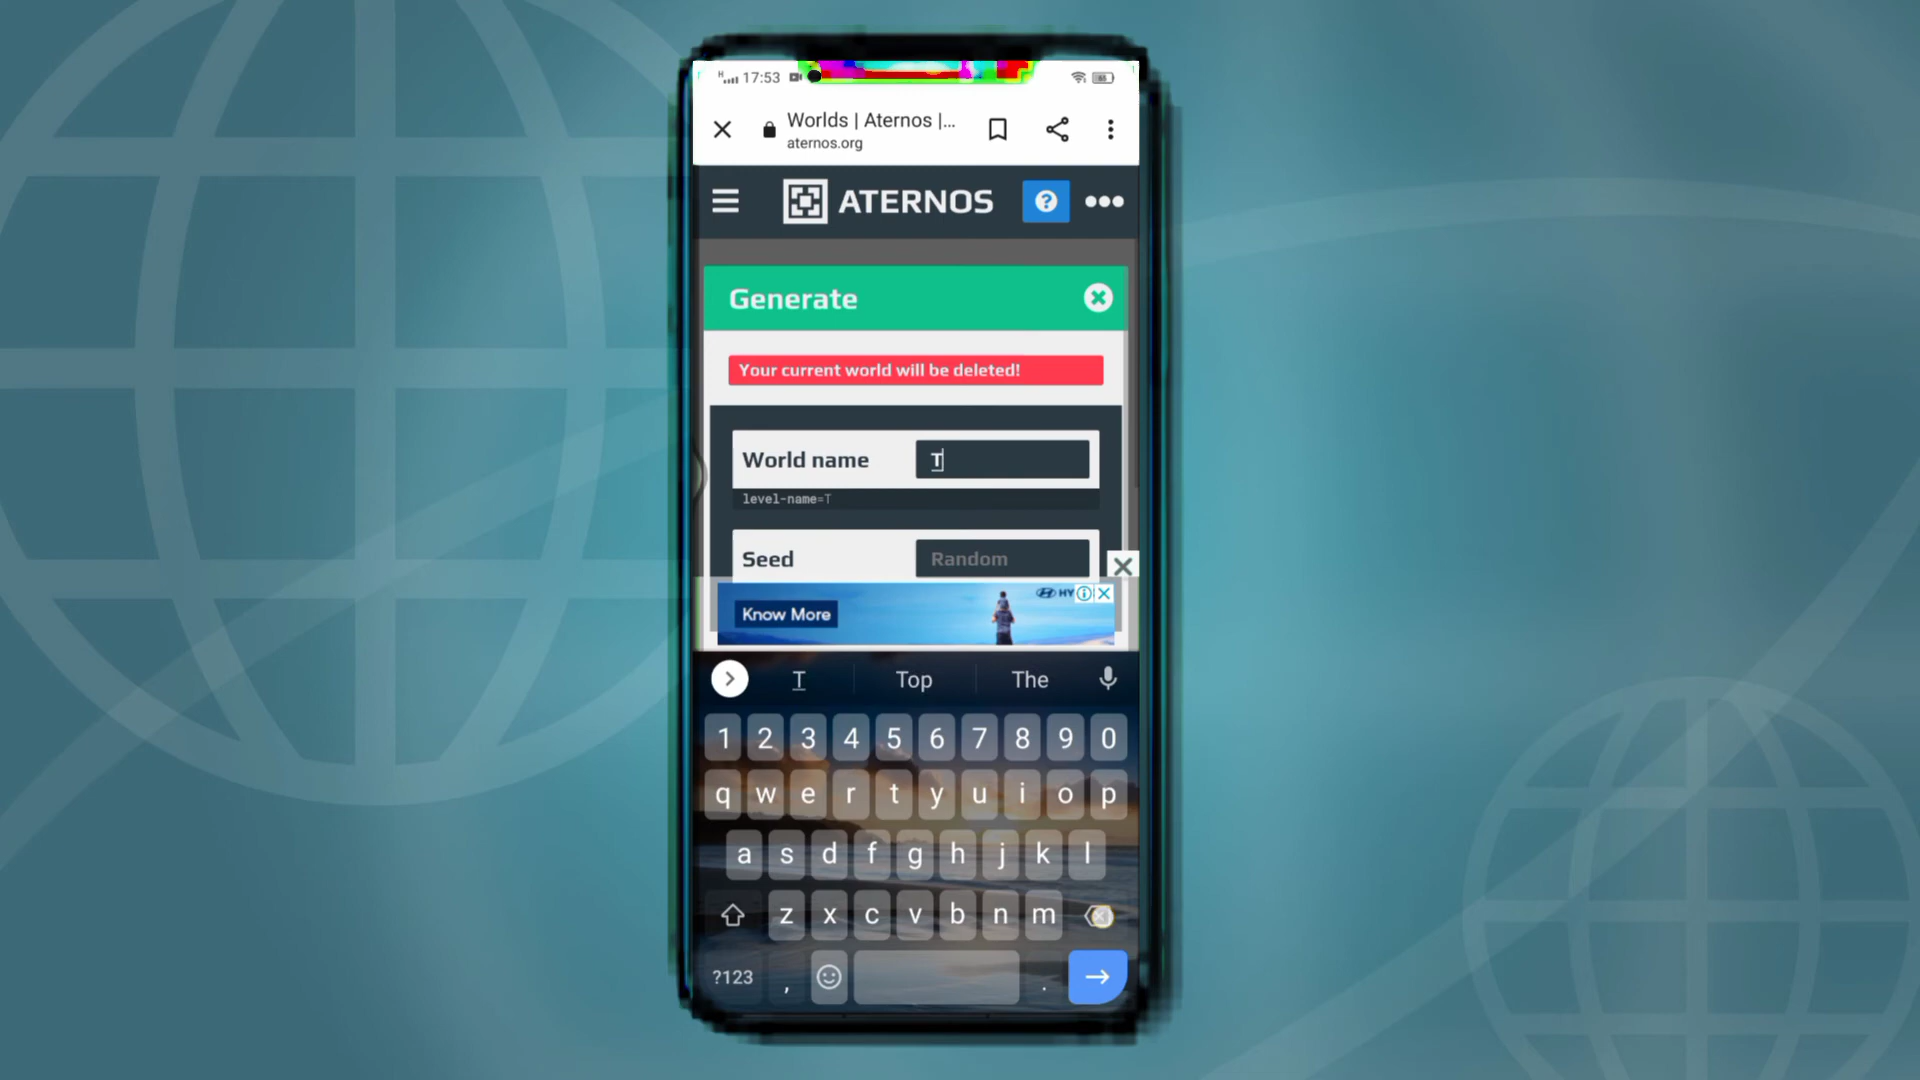 H 17:53
Worlds | Aternos |...
aternos.org
ATERNOS
Generate
Your current world will be deleted!
World name
T
level-name=T
Seed
Random
HY
Know More
T
Top
The
1 2 3 4 5 6 7 8 9 0
q w e r t y u i o p
a s d f g h j k l
z x c v b n m
?123 , .